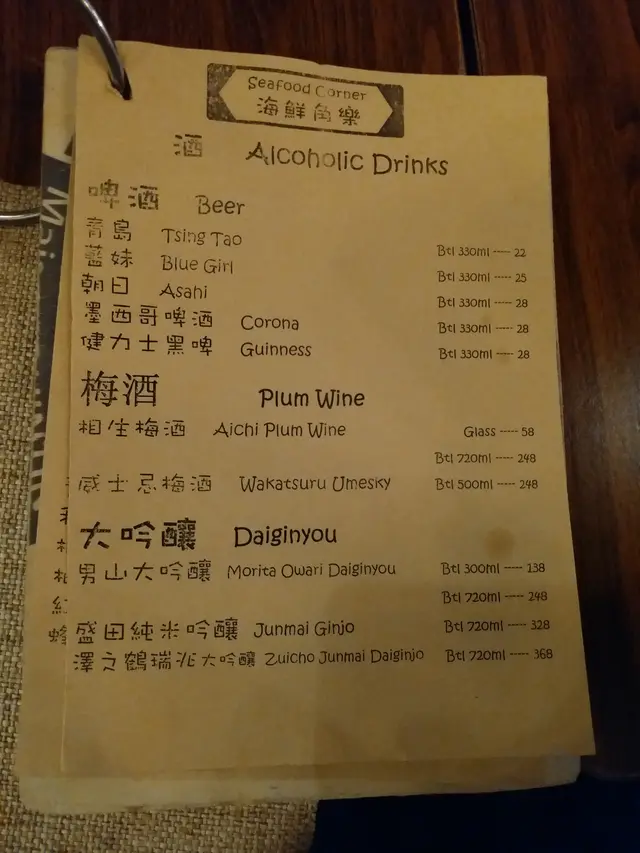 Seafood Corner
海鮮角樂
酒 Alcoholic Drinks
啤酒 Beer
青島 Tsing Tao Btl 330ml ---- 22
藍妹 Blue Girl Btl 330ml ---- 25
朝日 Asahi Btl 330ml ---- 28
墨西哥啤酒 Corona Btl 330ml ---- 28
健力士黑啤 Guinness Btl 330ml ---- 28
梅酒 Plum Wine
相生梅酒 Aichi Plum Wine Glass ---- 58
Btl 720ml ---- 248
威士忌梅酒 Wakatsuru Umesky Btl 500ml ---- 248
大吟釀 Daiginyou
男山大吟釀 Morita Owari Daiginyou Btl 300ml ---- 138
Btl 720ml ---- 248
盛田純米吟釀 Junmai Ginjo Btl 720ml ---- 328
澤之鶴瑞兆大吟釀 Zuicho Junmai Daiginjo Btl 720ml ---- 368